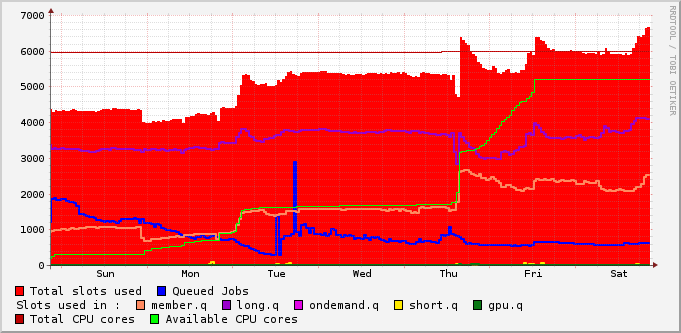 7000
6000
5000
4000
3000
2000
1000
0
Sun Mon Tue Wed Thu Fri Sat
RRDTOOL / TOBI OETIKER
Total slots used Queued Jobs
Slots used in : member.q long.q ondemand.q short.q gpu.q
Total CPU cores Available CPU cores